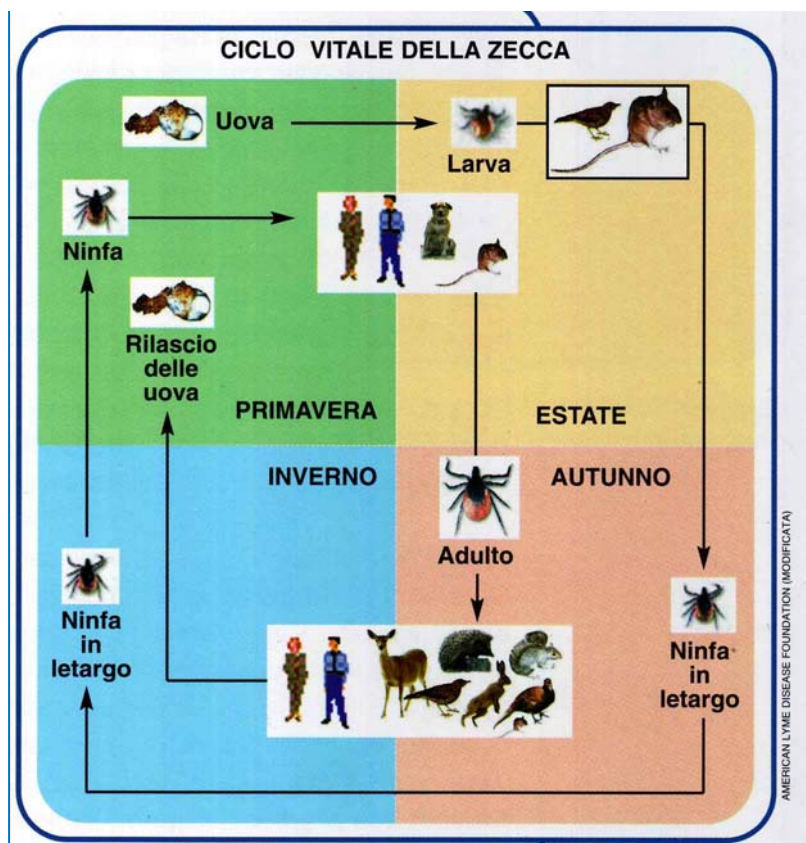 CICLO VITALE DELLA ZECCA
Uova
Larva
Ninfa
Rilascio
delle
uova
PRIMAVERA
ESTATE
INVERNO
AUTUNNO
Adulto
Ninfa
in
letargo
Ninfa
in
letargo
AMERICAN LYME DISEASE FOUNDATION (MODIFICATA)